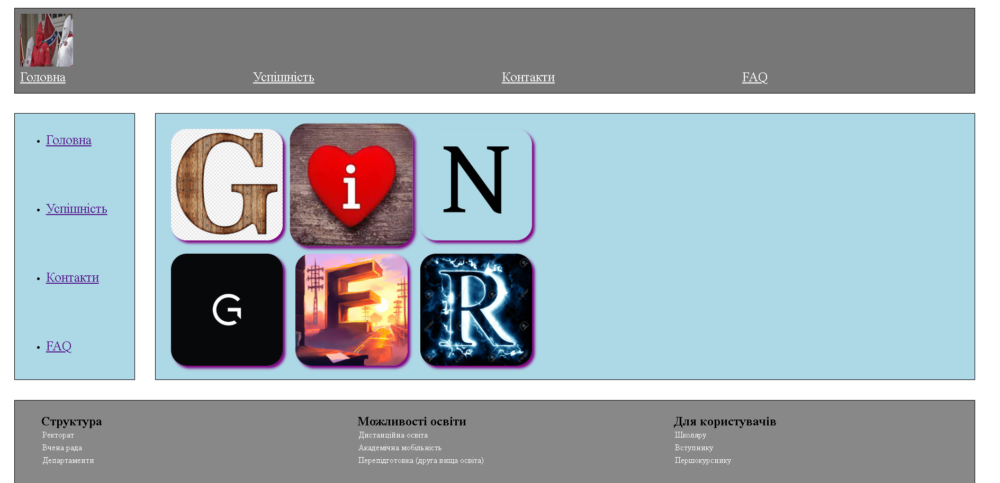 Головна Успішність Контакти FAQ
Головна
Успішність
Контакти
FAQ
G i N
G E R
Структура Можливості освіти Для користувачів
Ректорат Дистанційна освіта Школяру
Вчена рада Академічна мобільність Вступнику
Департаменти Перепідготовка (друга вища освіта) Першокурснику